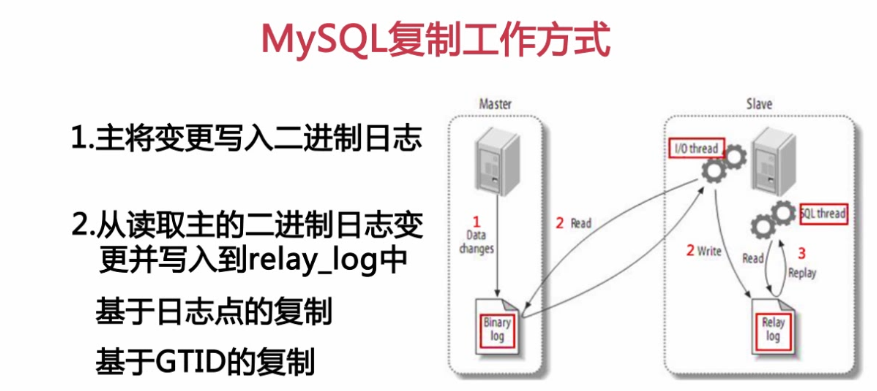 MySQL复制工作方式
1.主将变更写入二进制日志
2.从读取主的二进制日志变
更并写入到relay_log中
基于日志点的复制
基于GTID的复制
Master
1
Data
changes
Binary
log
2 Read
Slave
I/O thread
SQL thread
2 Write
Read
3
Replay
Relay
log